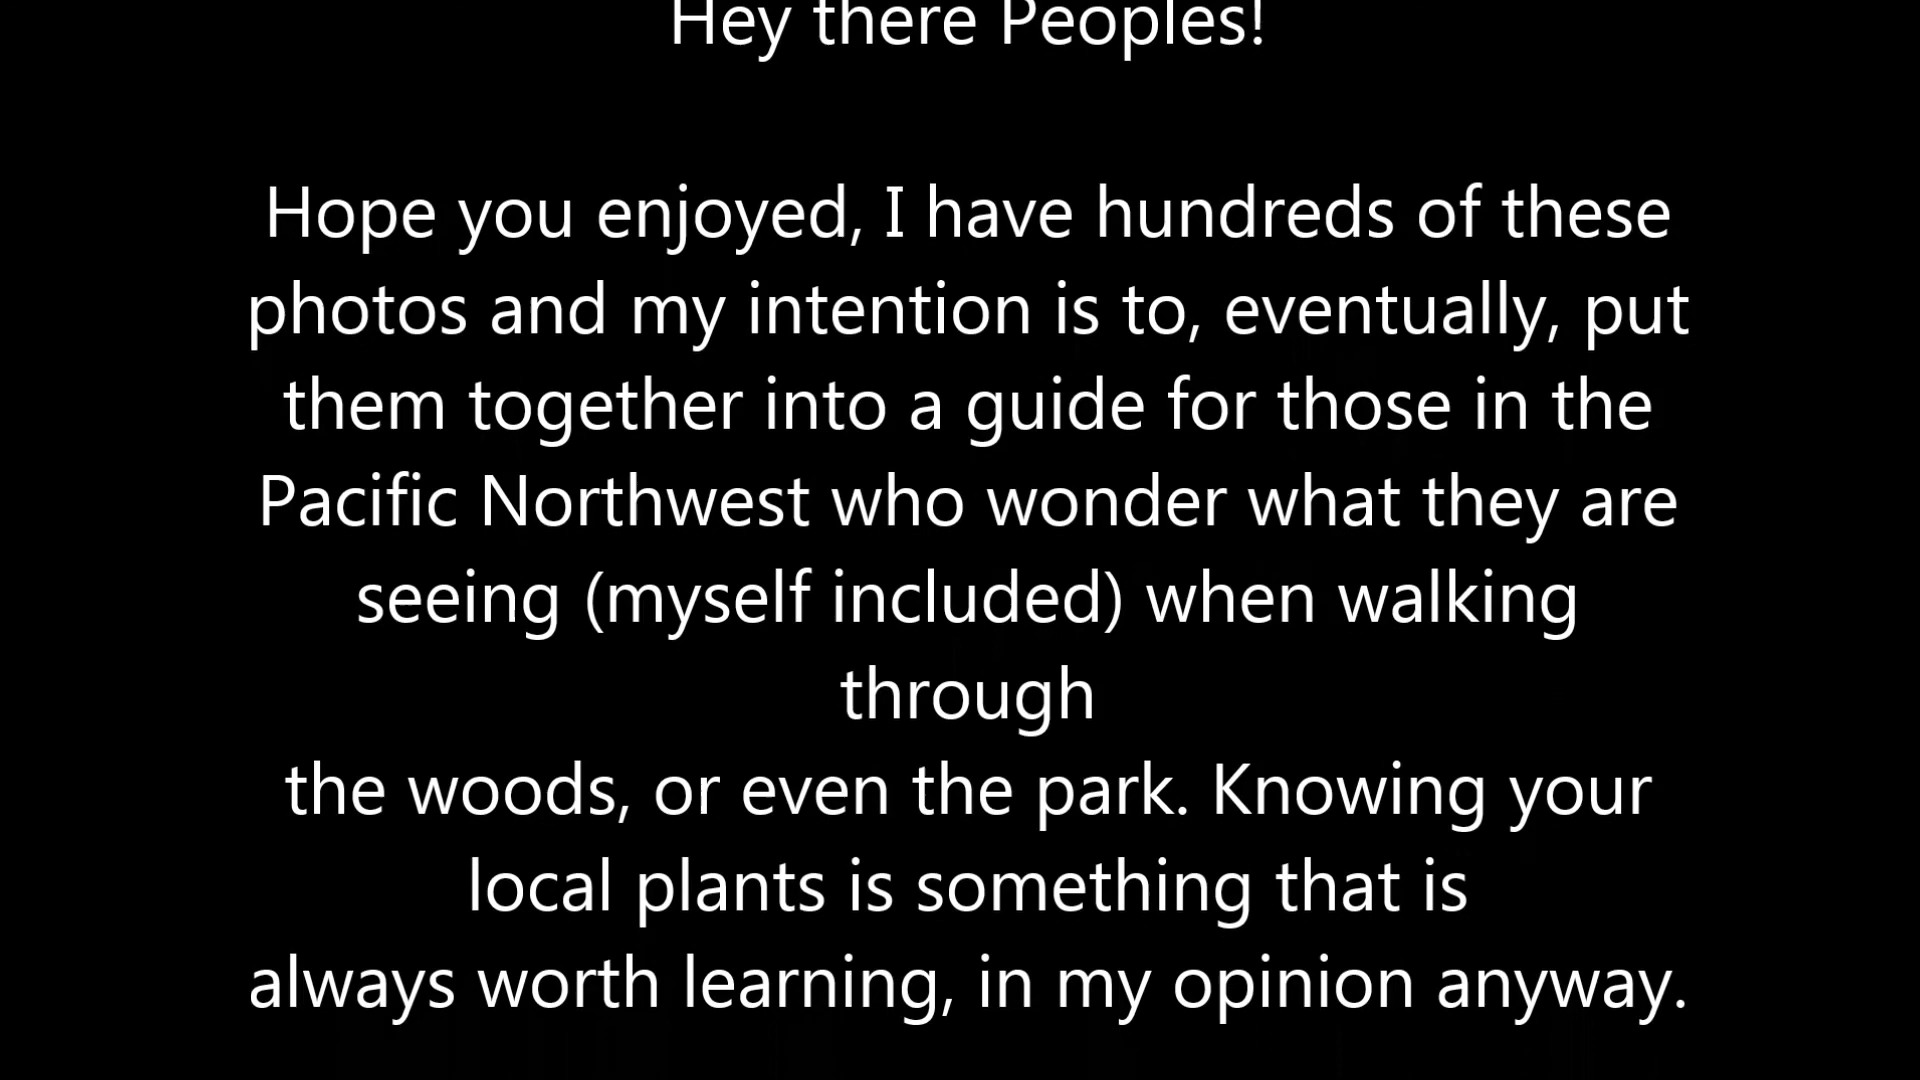 Hey there Peoples!
Hope you enjoyed, I have hundreds of these
photos and my intention is to, eventually, put
them together into a guide for those in the
Pacific Northwest who wonder what they are
seeing (myself included) when walking
through
the woods, or even the park. Knowing your
local plants is something that is
always worth learning, in my opinion anyway.